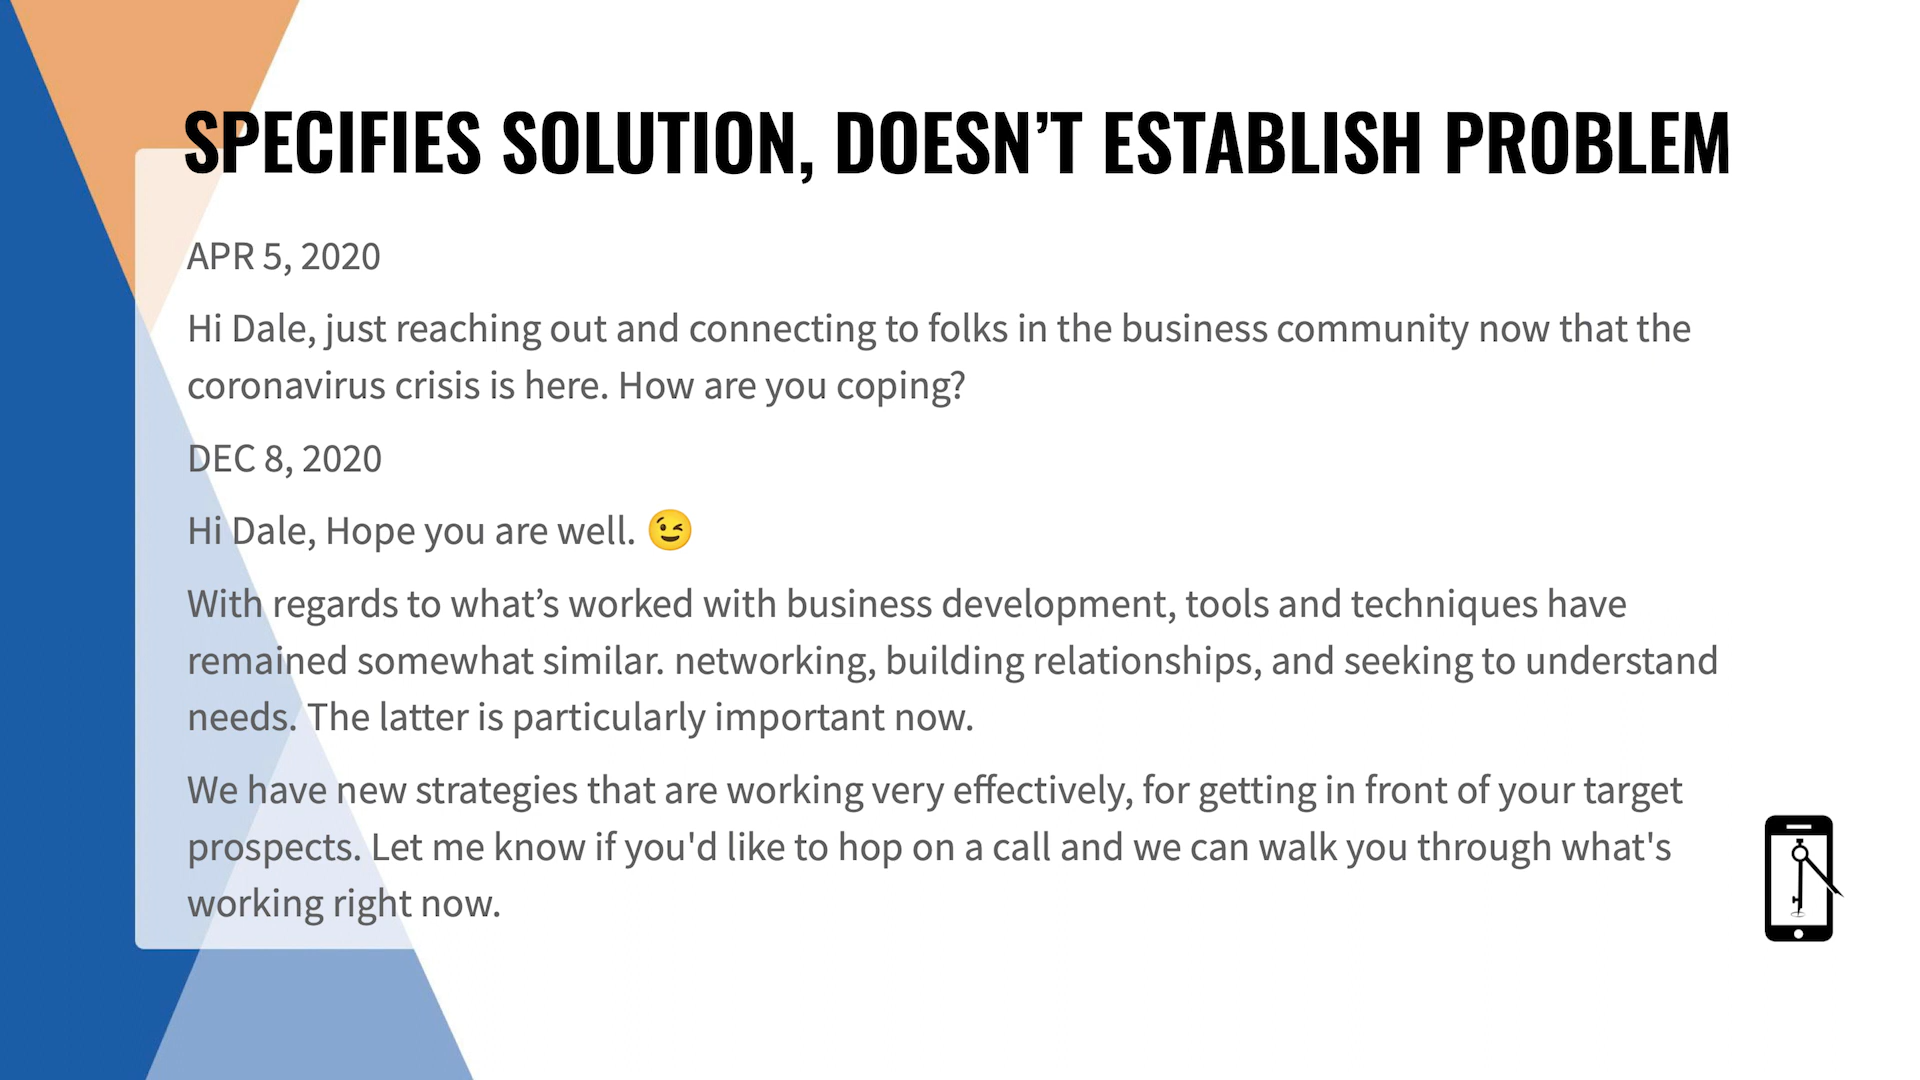 SPECIFIES SOLUTION, DOESN’T ESTABLISH PROBLEM
APR 5, 2020
Hi Dale, just reaching out and connecting to folks in the business community now that the
coronavirus crisis is here. How are you coping?
DEC 8, 2020
Hi Dale, Hope you are well. 😉
With regards to what’s worked with business development, tools and techniques have
remained somewhat similar. networking, building relationships, and seeking to understand
needs. The latter is particularly important now.
We have new strategies that are working very effectively, for getting in front of your target
prospects. Let me know if you'd like to hop on a call and we can walk you through what's
working right now.